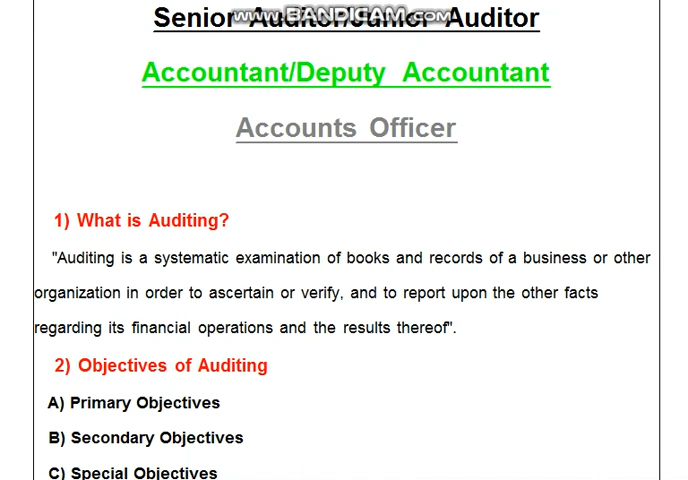 www.BANDICAM.com
Senior Auditor/Junior Auditor
Accountant/Deputy Accountant
Accounts Officer
1) What is Auditing?
"Auditing is a systematic examination of books and records of a business or other
organization in order to ascertain or verify, and to report upon the other facts
regarding its financial operations and the results thereof".
2) Objectives of Auditing
A) Primary Objectives
B) Secondary Objectives
C) Special Objectives